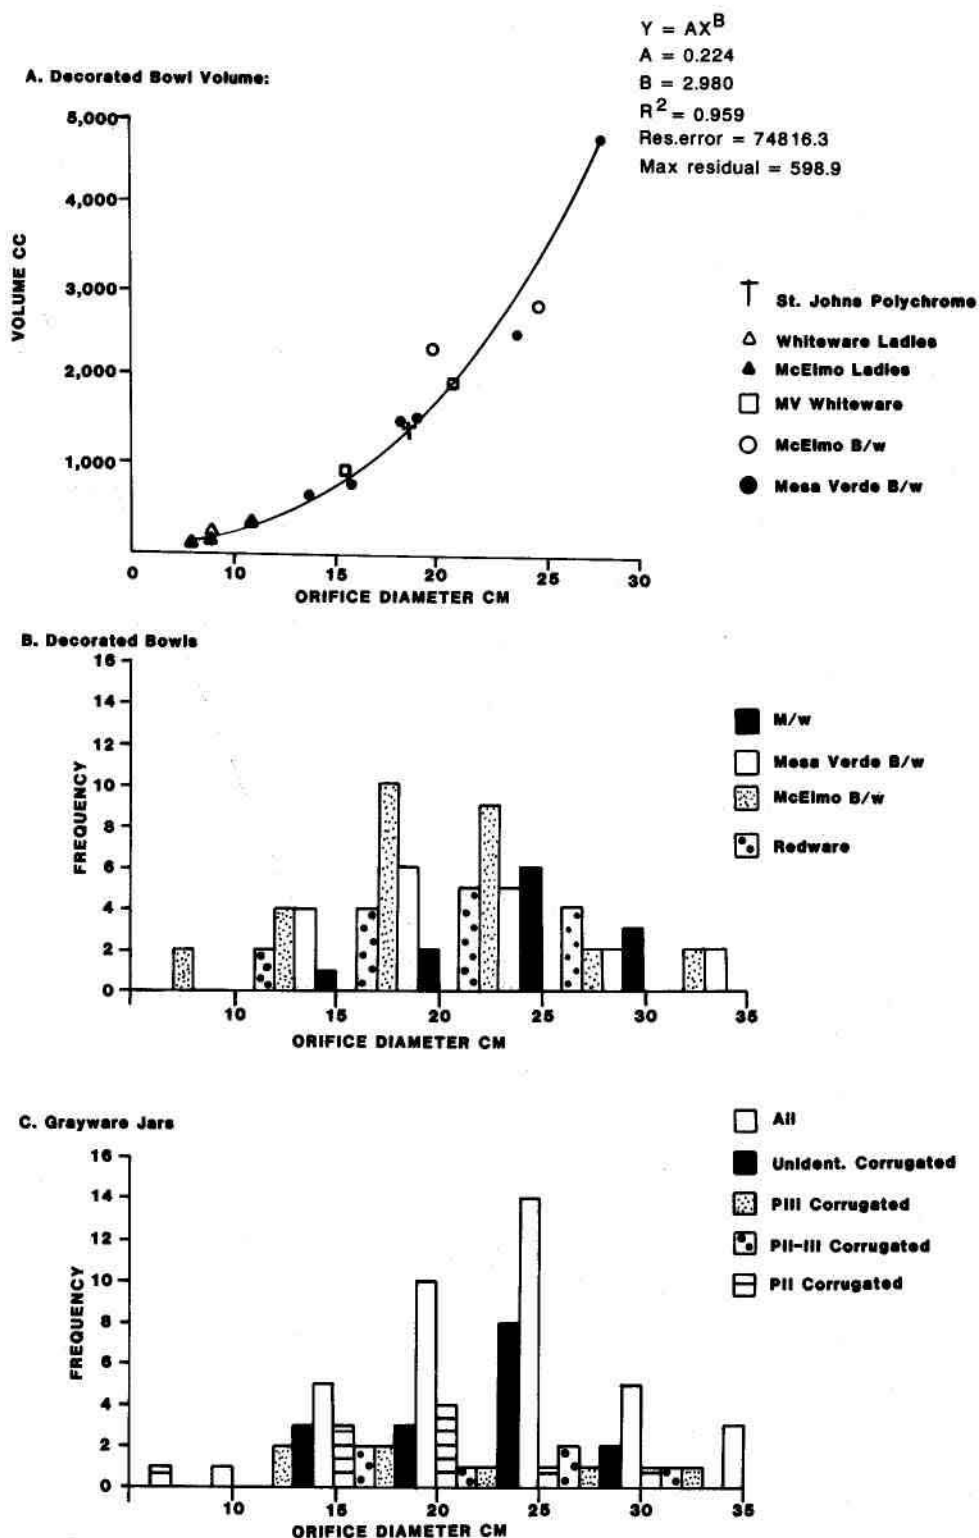 Y = AX^B
A = 0.224
B = 2.980
R² = 0.959
Res.error = 74816.3
Max residual = 598.9
A. Decorated Bowl Volume:
5,000
4,000
3,000
2,000
1,000
VOLUME CC
0 10 15 20 25 30
ORIFICE DIAMETER CM
St. Johns Polychrome
Whiteware Ladles
McElmo Ladles
MV Whiteware
McElmo B/w
Mesa Verde B/w
B. Decorated Bowls
16
14
12
10
8
6
4
2
0
FREQUENCY
10 15 20 25 30 35
ORIFICE DIAMETER CM
M/w
Mesa Verde B/w
McElmo B/w
Redware
C. Grayware Jars
16
14
12
10
8
6
4
2
0
FREQUENCY
10 15 20 25 30 35
ORIFICE DIAMETER CM
All
Unident. Corrugated
PIII Corrugated
PII-III Corrugated
PII Corrugated